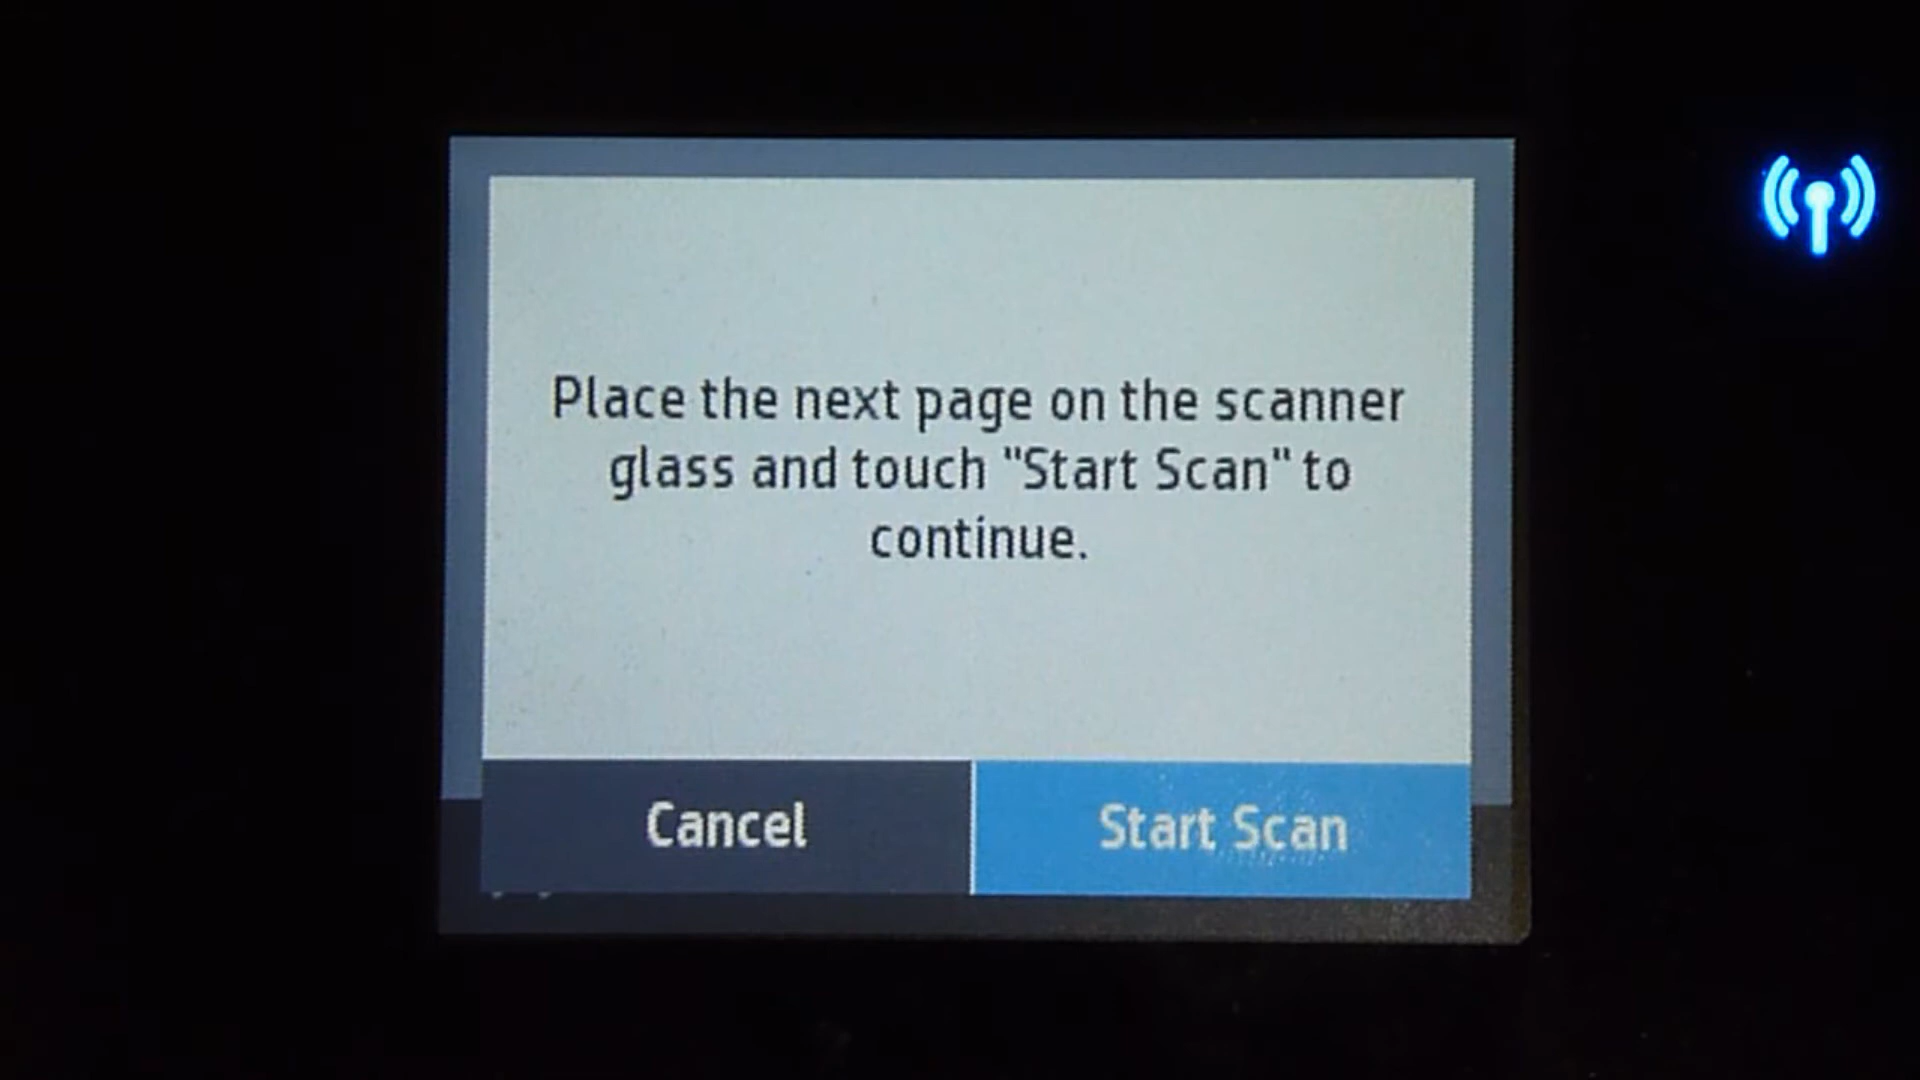 Place the next page on the scanner
glass and touch "Start Scan" to
continue.
Cancel
Start Scan